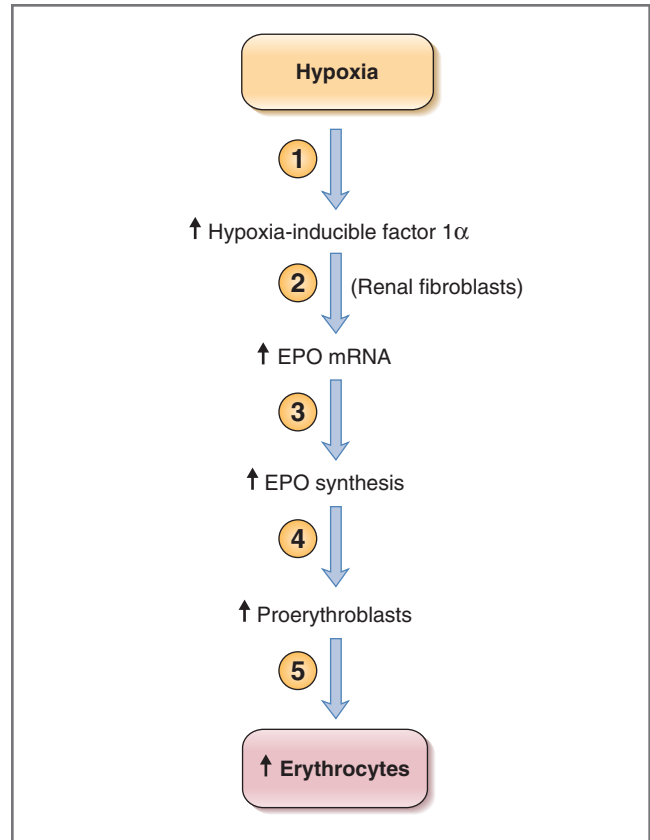 Hypoxia
1
↑ Hypoxia-inducible factor 1α
2 (Renal fibroblasts)
↑ EPO mRNA
3
↑ EPO synthesis
4
↑ Proerythroblasts
5
↑ Erythrocytes